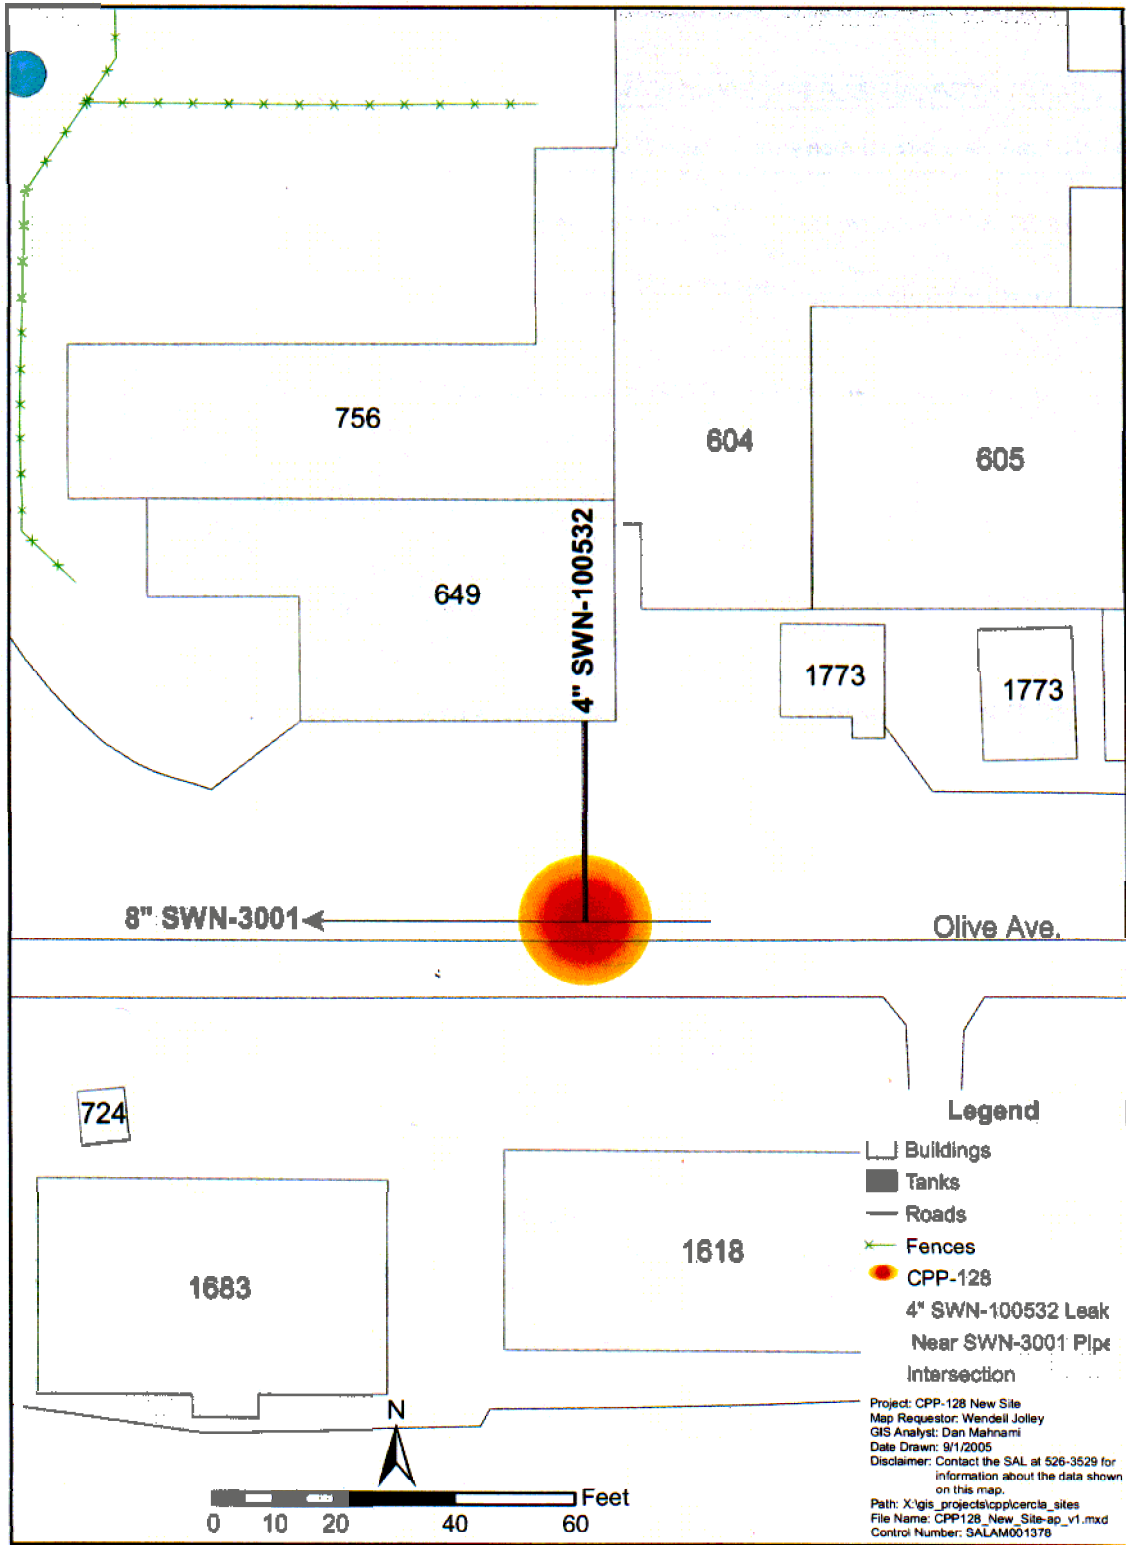 756
604
605
4" SWN-100532
649
1773
1773
8" SWN-3001
Olive Ave.
724
Legend
Buildings
Tanks
Roads
Fences
CPP-128
4" SWN-100532 Leak
Near SWN-3001 Pipe
Intersection
1683
1618
N
Feet
0 10 20 40 60
Project: CPP-128 New Site
Map Requestor: Wendell Jolley
GIS Analyst: Dan Mahnami
Date Drawn: 9/1/2005
Disclaimer: Contact the SAL at 526-3529 for
information about the data shown
on this map.
Path: X:\gis_projects\cpp\cercla_sites
File Name: CPP128_New_Site-ap_v1.mxd
Control Number: SALAM001378